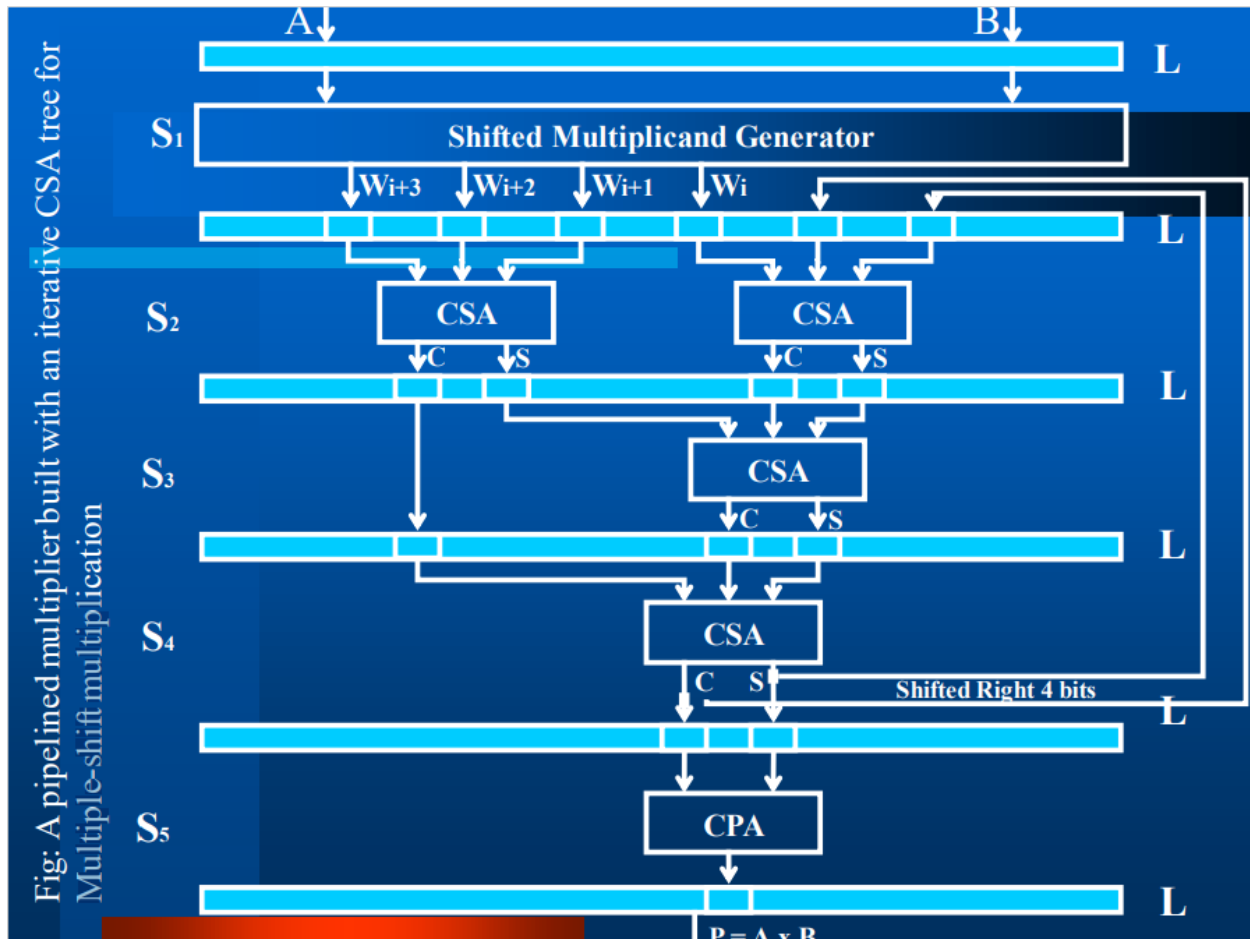 Fig: A pipelined multiplier built with an iterative CSA tree for
Multiple-shift multiplication
A
B
L
S1
Shifted Multiplicand Generator
Wi+3
Wi+2
Wi+1
Wi
L
S2
CSA
CSA
C
S
C
S
L
S3
CSA
C
S
L
S4
CSA
C
S
Shifted Right 4 bits
L
S5
CPA
L
P = A x B